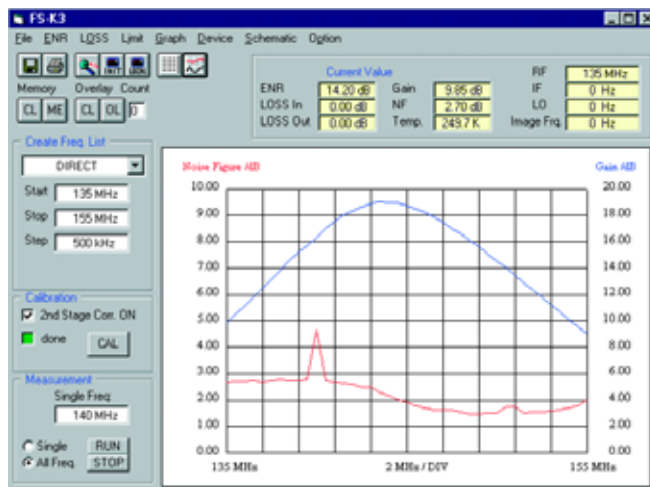 FS-K3
File ENR LOSS Limit Graph Device Schematic Option
Memory Overlay Count
CL ME CL OL 0
Current Value
ENR 14.20 dB Gain 9.85 dB RF 135 MHz
LOSS In 0.00 dB NF 2.70 dB IF 0 Hz
LOSS Out 0.00 dB Temp. 249.7 K LO 0 Hz
Image Frq. 0 Hz
Create Freq. List
DIRECT
Start 135 MHz
Stop 155 MHz
Step 500 kHz
Calibration
2nd Stage Corr. ON
done CAL
Measurement
Single Freq
140 MHz
Single RUN
All Freq. STOP
Noise Figure /dB Gain /dB
10.00 20.00
9.00 18.00
8.00 16.00
7.00 14.00
6.00 12.00
5.00 10.00
4.00 8.00
3.00 6.00
2.00 4.00
1.00 2.00
0.00 0.00
135 MHz 2 MHz / DIV 155 MHz